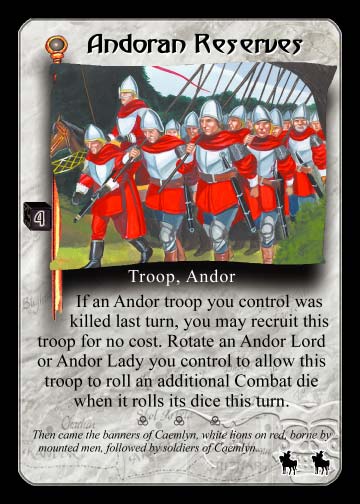 Andoran Reserves
4
Troop, Andor
If an Andor troop you control was
killed last turn, you may recruit this
troop for no cost. Rotate an Andor Lord
or Andor Lady you control to allow this
troop to roll an additional Combat die
when it rolls its dice this turn.
Then came the banners of Caemlyn, white lions on red, borne by
mounted men, followed by soldiers of Caemlyn...